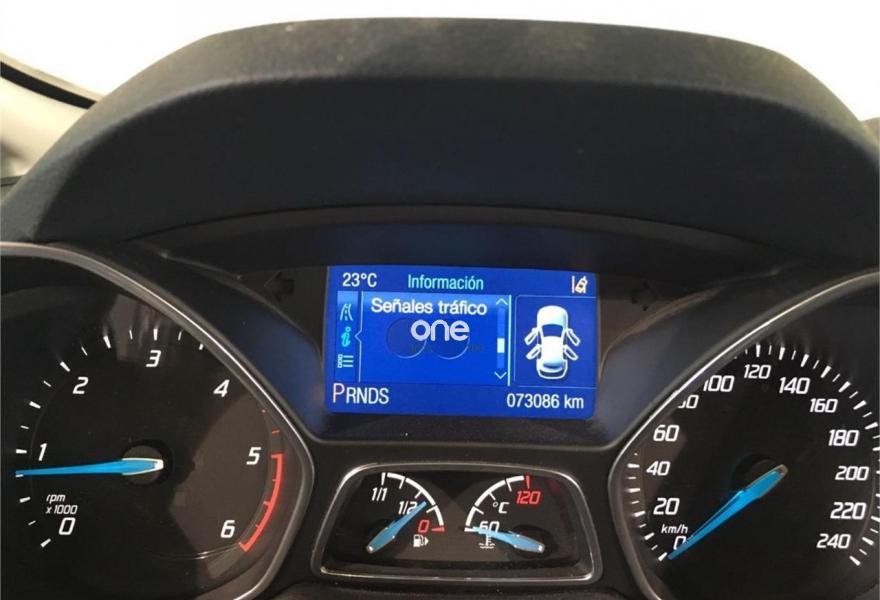 23°C Información
Señales tráfico
one
PRNDS 073086 km
0 1 2 3 4 5 6
rpm
x 1000
1/1 1/2 0
60 °C 120
0 20 40 60 80 100 120 140 160 180 200 220 240
km/h